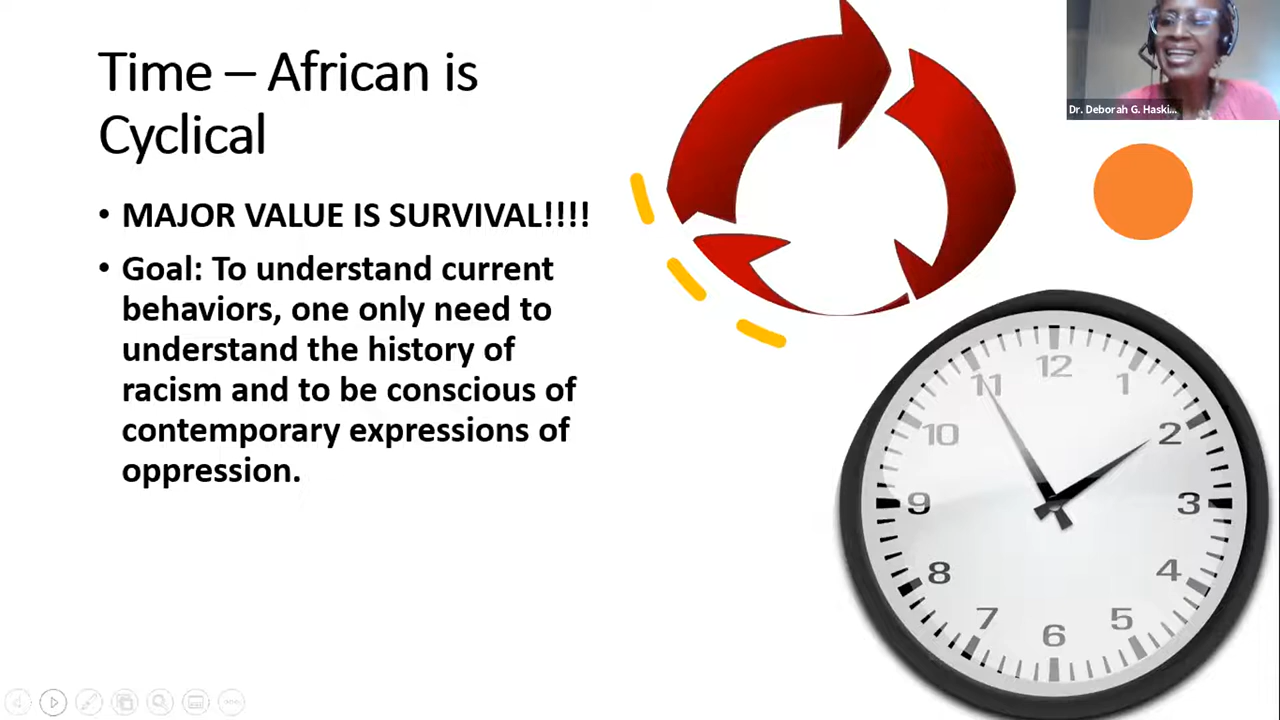 Time – African is
Cyclical
• MAJOR VALUE IS SURVIVAL!!!!
• Goal: To understand current
behaviors, one only need to
understand the history of
racism and to be conscious of
contemporary expressions of
oppression.
Dr. Deborah G. Haski...
12
1
2
3
4
5
6
7
8
9
10
11